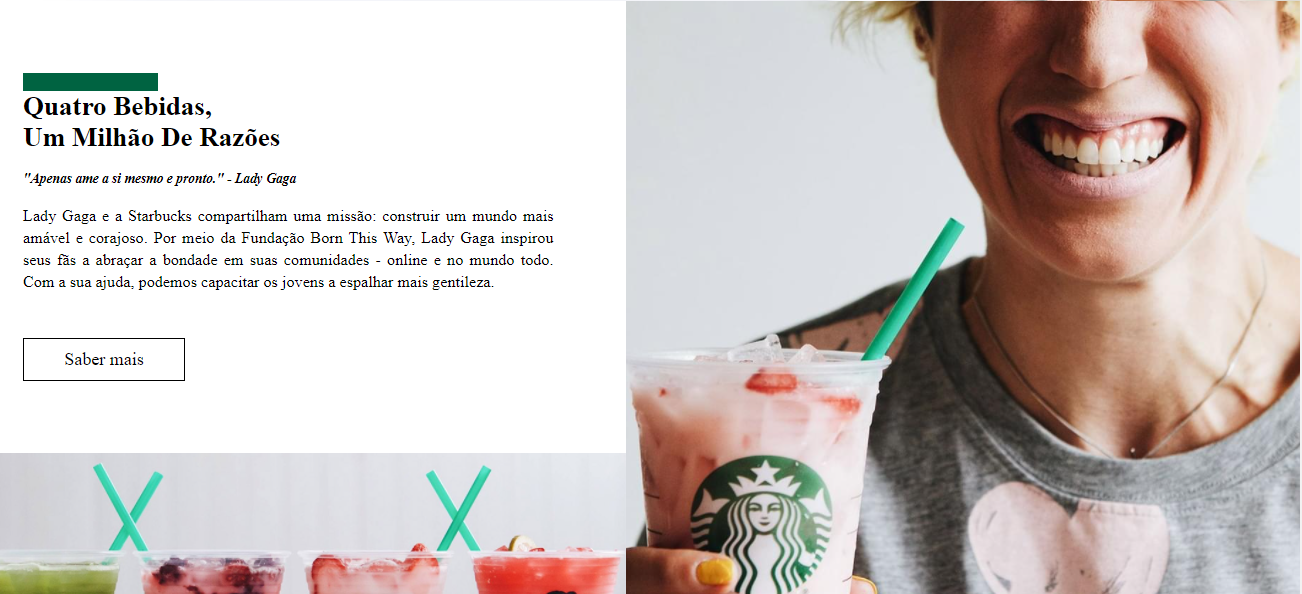 Quatro Bebidas,
Um Milhão De Razões
"Apenas ame a si mesmo e pronto." - Lady Gaga
Lady Gaga e a Starbucks compartilham uma missão: construir um mundo mais
amável e corajoso. Por meio da Fundação Born This Way, Lady Gaga inspirou
seus fãs a abraçar a bondade em suas comunidades - online e no mundo todo.
Com a sua ajuda, podemos capacitar os jovens a espalhar mais gentileza.
Saber mais